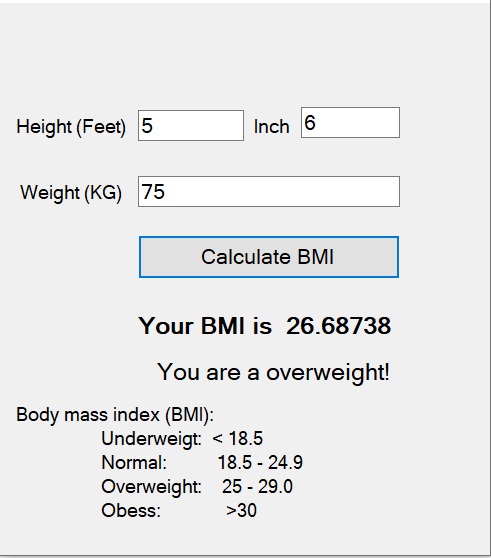 Height (Feet) 5 Inch 6
Weight (KG) 75
Calculate BMI
Your BMI is 26.68738
You are a overweight!
Body mass index (BMI):
Underweigt: < 18.5
Normal: 18.5 - 24.9
Overweight: 25 - 29.0
Obess: >30